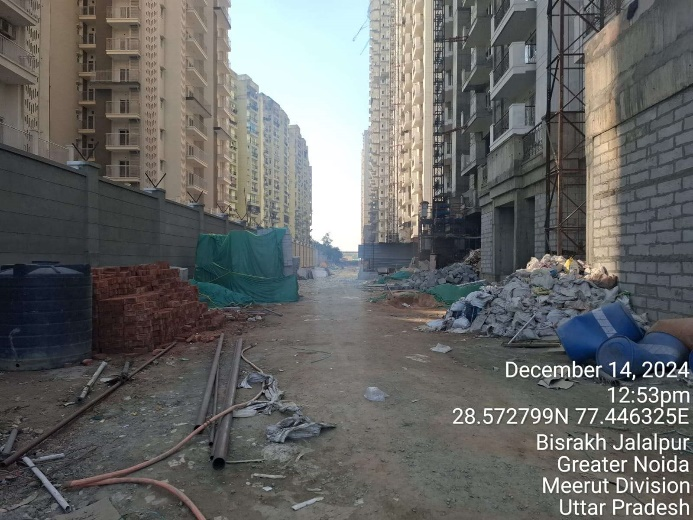 December 14, 2024
12:53pm
28.572799N 77.446325E
Bisrakh Jalalpur
Greater Noida
Meerut Division
Uttar Pradesh